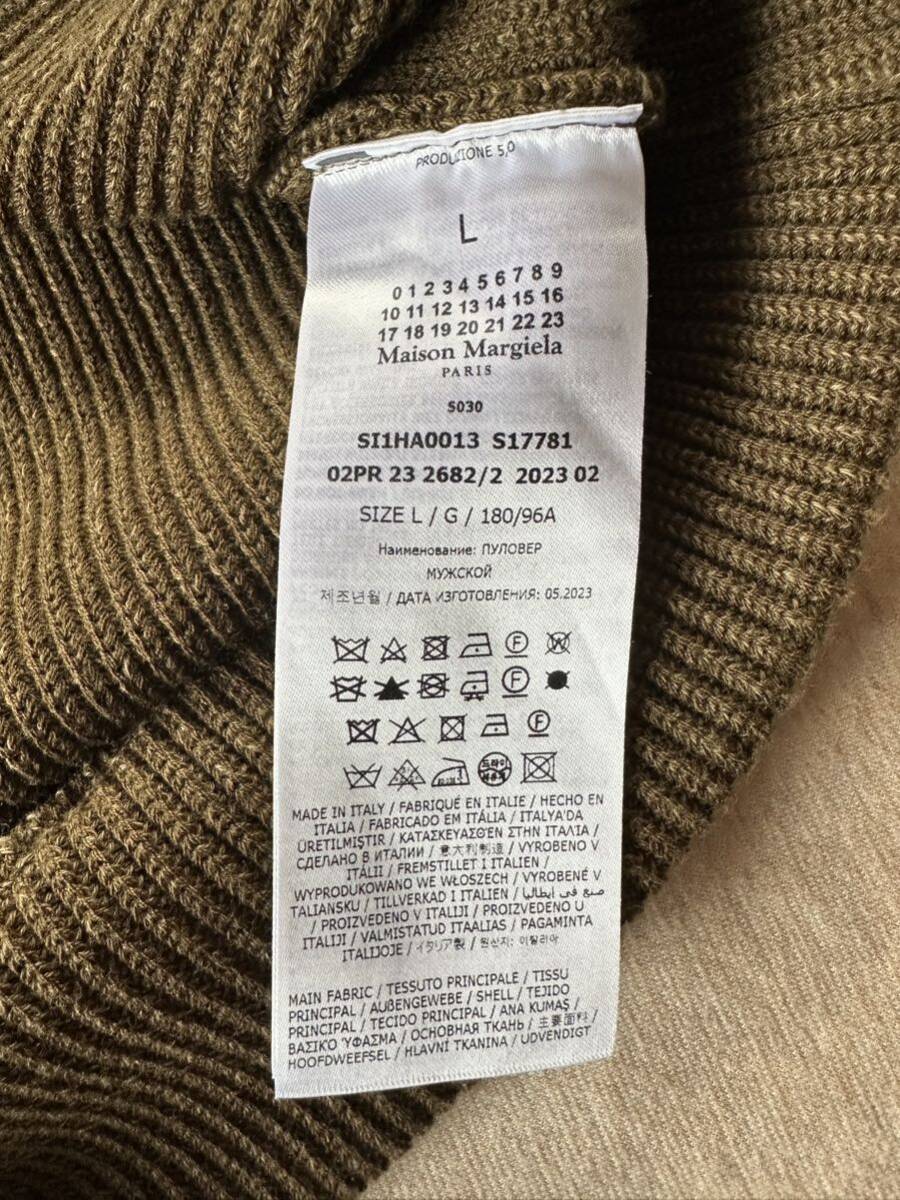 PRODUZIONE 5,0
L
0 1 2 3 4 5 6 7 8 9
10 11 12 13 14 15 16
17 18 19 20 21 22 23
Maison Margiela
PARIS
S030
SI1HA0013 S17781
02PR 23 2682/2 2023 02
SIZE L / G / 180/96A
Наименование: ПУЛОВЕР
МУЖСКОЙ
제조년월 / ДАТА ИЗГОТОВЛЕНИЯ: 05.2023
F W
F
F
드라이
MADE IN ITALY / FABRIQUÉ EN ITALIE / HECHO EN
ITALIA / FABRICADO EM ITÁLIA / ITALYA'DA
ÜRETILMIŞTIR / ΚΑΤΑΣΚΕΥΑΣΘΕΝ ΣΤΗΝ ΙΤΑΛΙΑ /
СДЕЛАНО В ИТАЛИИ / 意大利制造 / VYROBENO V
ITÁLII / FREMSTILLET I ITALIEN /
WYPRODUKOWANO WE WŁOSZECH / VYROBENÉ V
TALIANSKU / TILLVERKAD I ITALIEN / صنع في إيطاليا
/ PROIZVEDENO V ITALIJI / PROIZVEDENO U
ITALIJI / VALMISTATUD ITAALIAS / PAGAMINTA
ITALIJOJE / イタリア製 / 원산지: 이탈리아
MAIN FABRIC / TESSUTO PRINCIPALE / TISSU
PRINCIPAL / AUßENGEWEBE / SHELL / TEJIDO
PRINCIPAL / TECIDO PRINCIPAL / ANA KUMAŞ /
ΒΑΣΙΚΟ ΎΦΑΣΜΑ / ОСНОВНАЯ ТКАНЬ / 主要面料 /
HOOFDWEEFSEL / HLAVNÍ TKANINA / UDVENDIGT